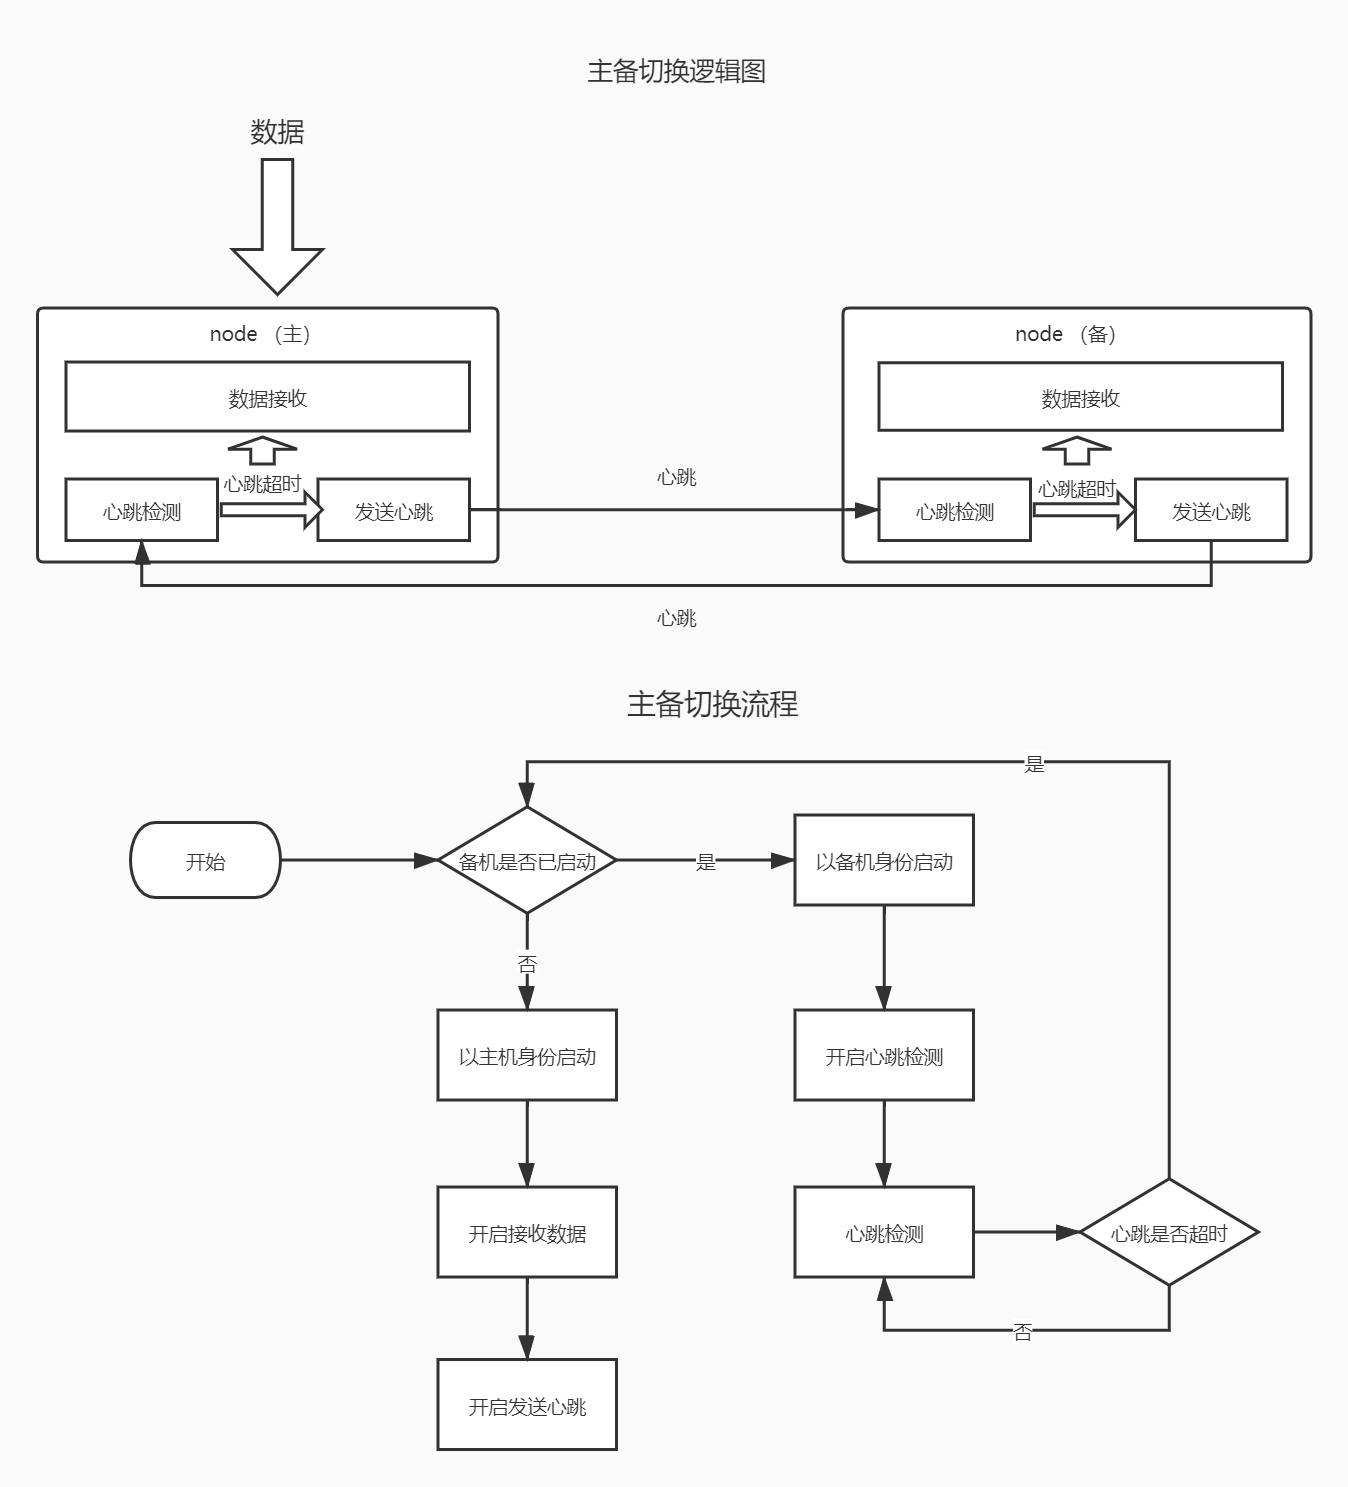 主备切换逻辑图
数据
node （主）
数据接收
心跳超时
心跳检测
发送心跳
心跳
node （备）
数据接收
心跳超时
心跳检测
发送心跳
心跳
主备切换流程
是
开始
备机是否已启动
是
以备机身份启动
否
以主机身份启动
开启心跳检测
开启接收数据
心跳检测
心跳是否超时
否
开启发送心跳